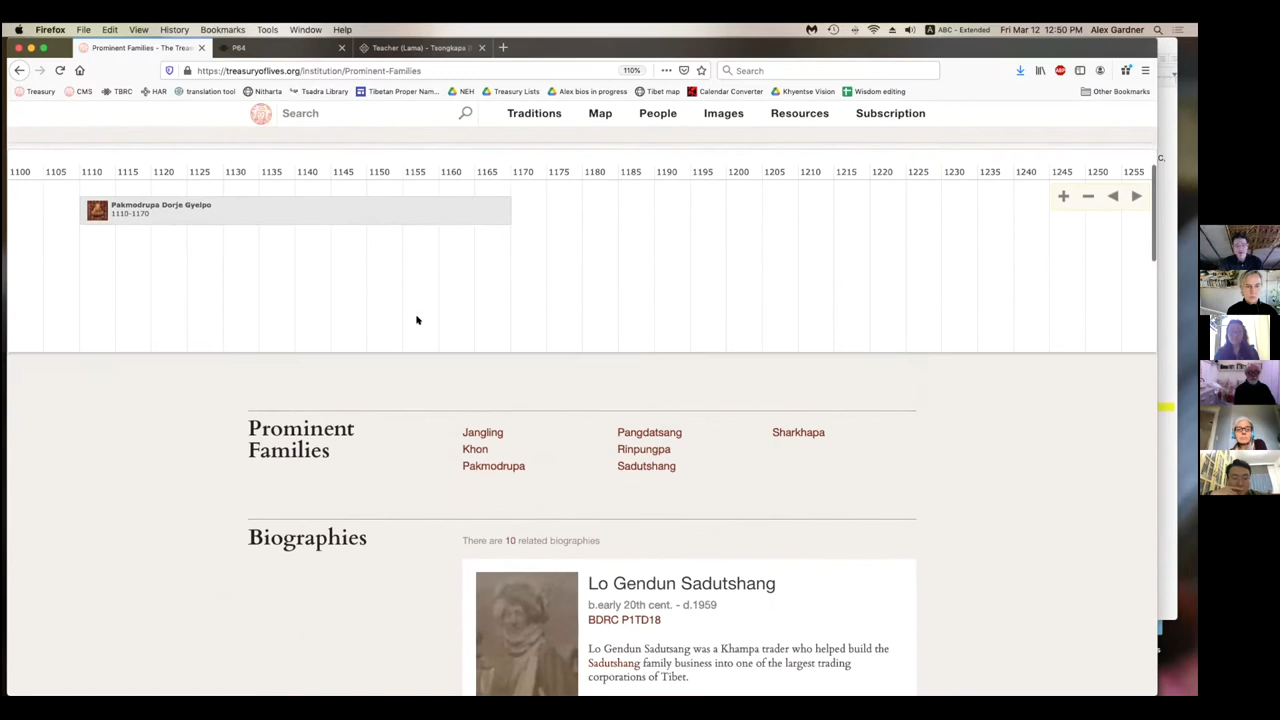 Firefox File Edit View History Bookmarks Tools Window Help
ABC - Extended Fri Mar 12 12:50 PM Alex Gardner
Prominent Families - The Treas
P64
Teacher (Lama) - Tsongkapa (
https://treasuryoflives.org/institution/Prominent-Families
110%
Search
Treasury CMS TBRC HAR translation tool Nitharta Tsadra Library Tibetan Proper Nam... NEH Treasury Lists Alex bios in progress Tibet map Calendar Converter Khyentse Vision Wisdom editing Other Bookmarks
Search
Traditions Map People Images Resources Subscription
1100 1105 1110 1115 1120 1125 1130 1135 1140 1145 1150 1155 1160 1165 1170 1175 1180 1185 1190 1195 1200 1205 1210 1215 1220 1225 1230 1235 1240 1245 1250 1255
Pakmodrupa Dorje Gyelpo
1110-1170
Prominent
Families
Jangling
Khon
Pakmodrupa
Pangdatsang
Rinpungpa
Sadutshang
Sharkhapa
Biographies
There are 10 related biographies
Lo Gendun Sadutshang
b.early 20th cent. - d.1959
BDRC P1TD18
Lo Gendun Sadutsang was a Khampa trader who helped build the
Sadutshang family business into one of the largest trading
corporations of Tibet.